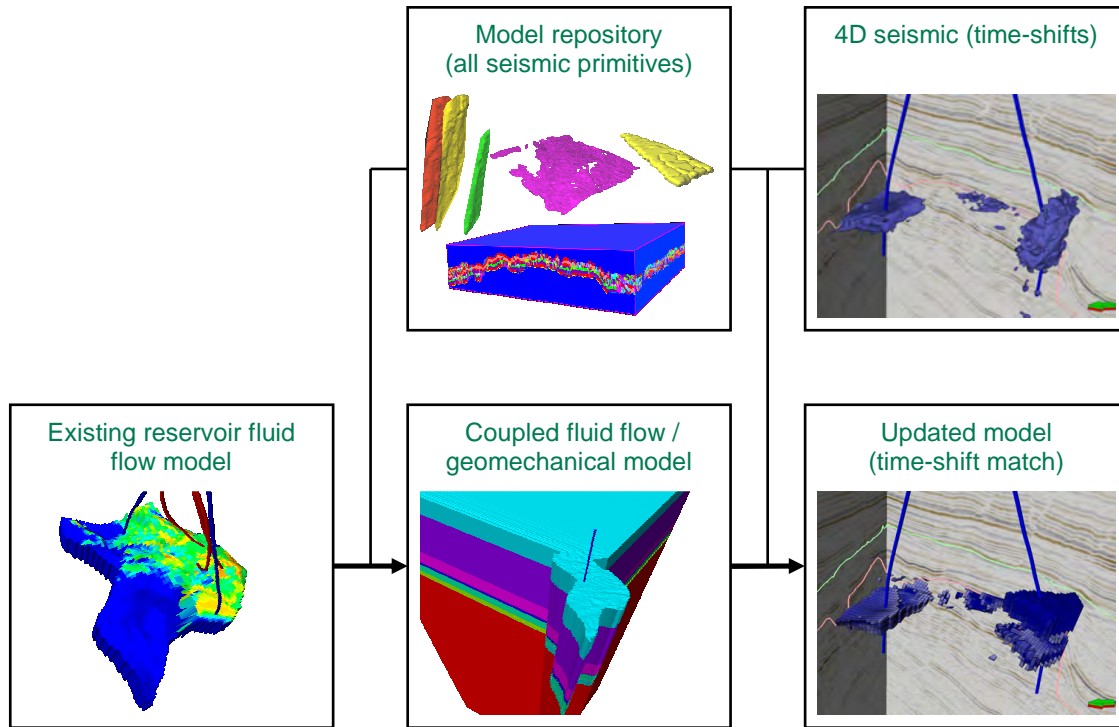 Model repository
(all seismic primitives)
4D seismic (time-shifts)
Existing reservoir fluid
flow model
Coupled fluid flow /
geomechanical model
Updated model
(time-shift match)